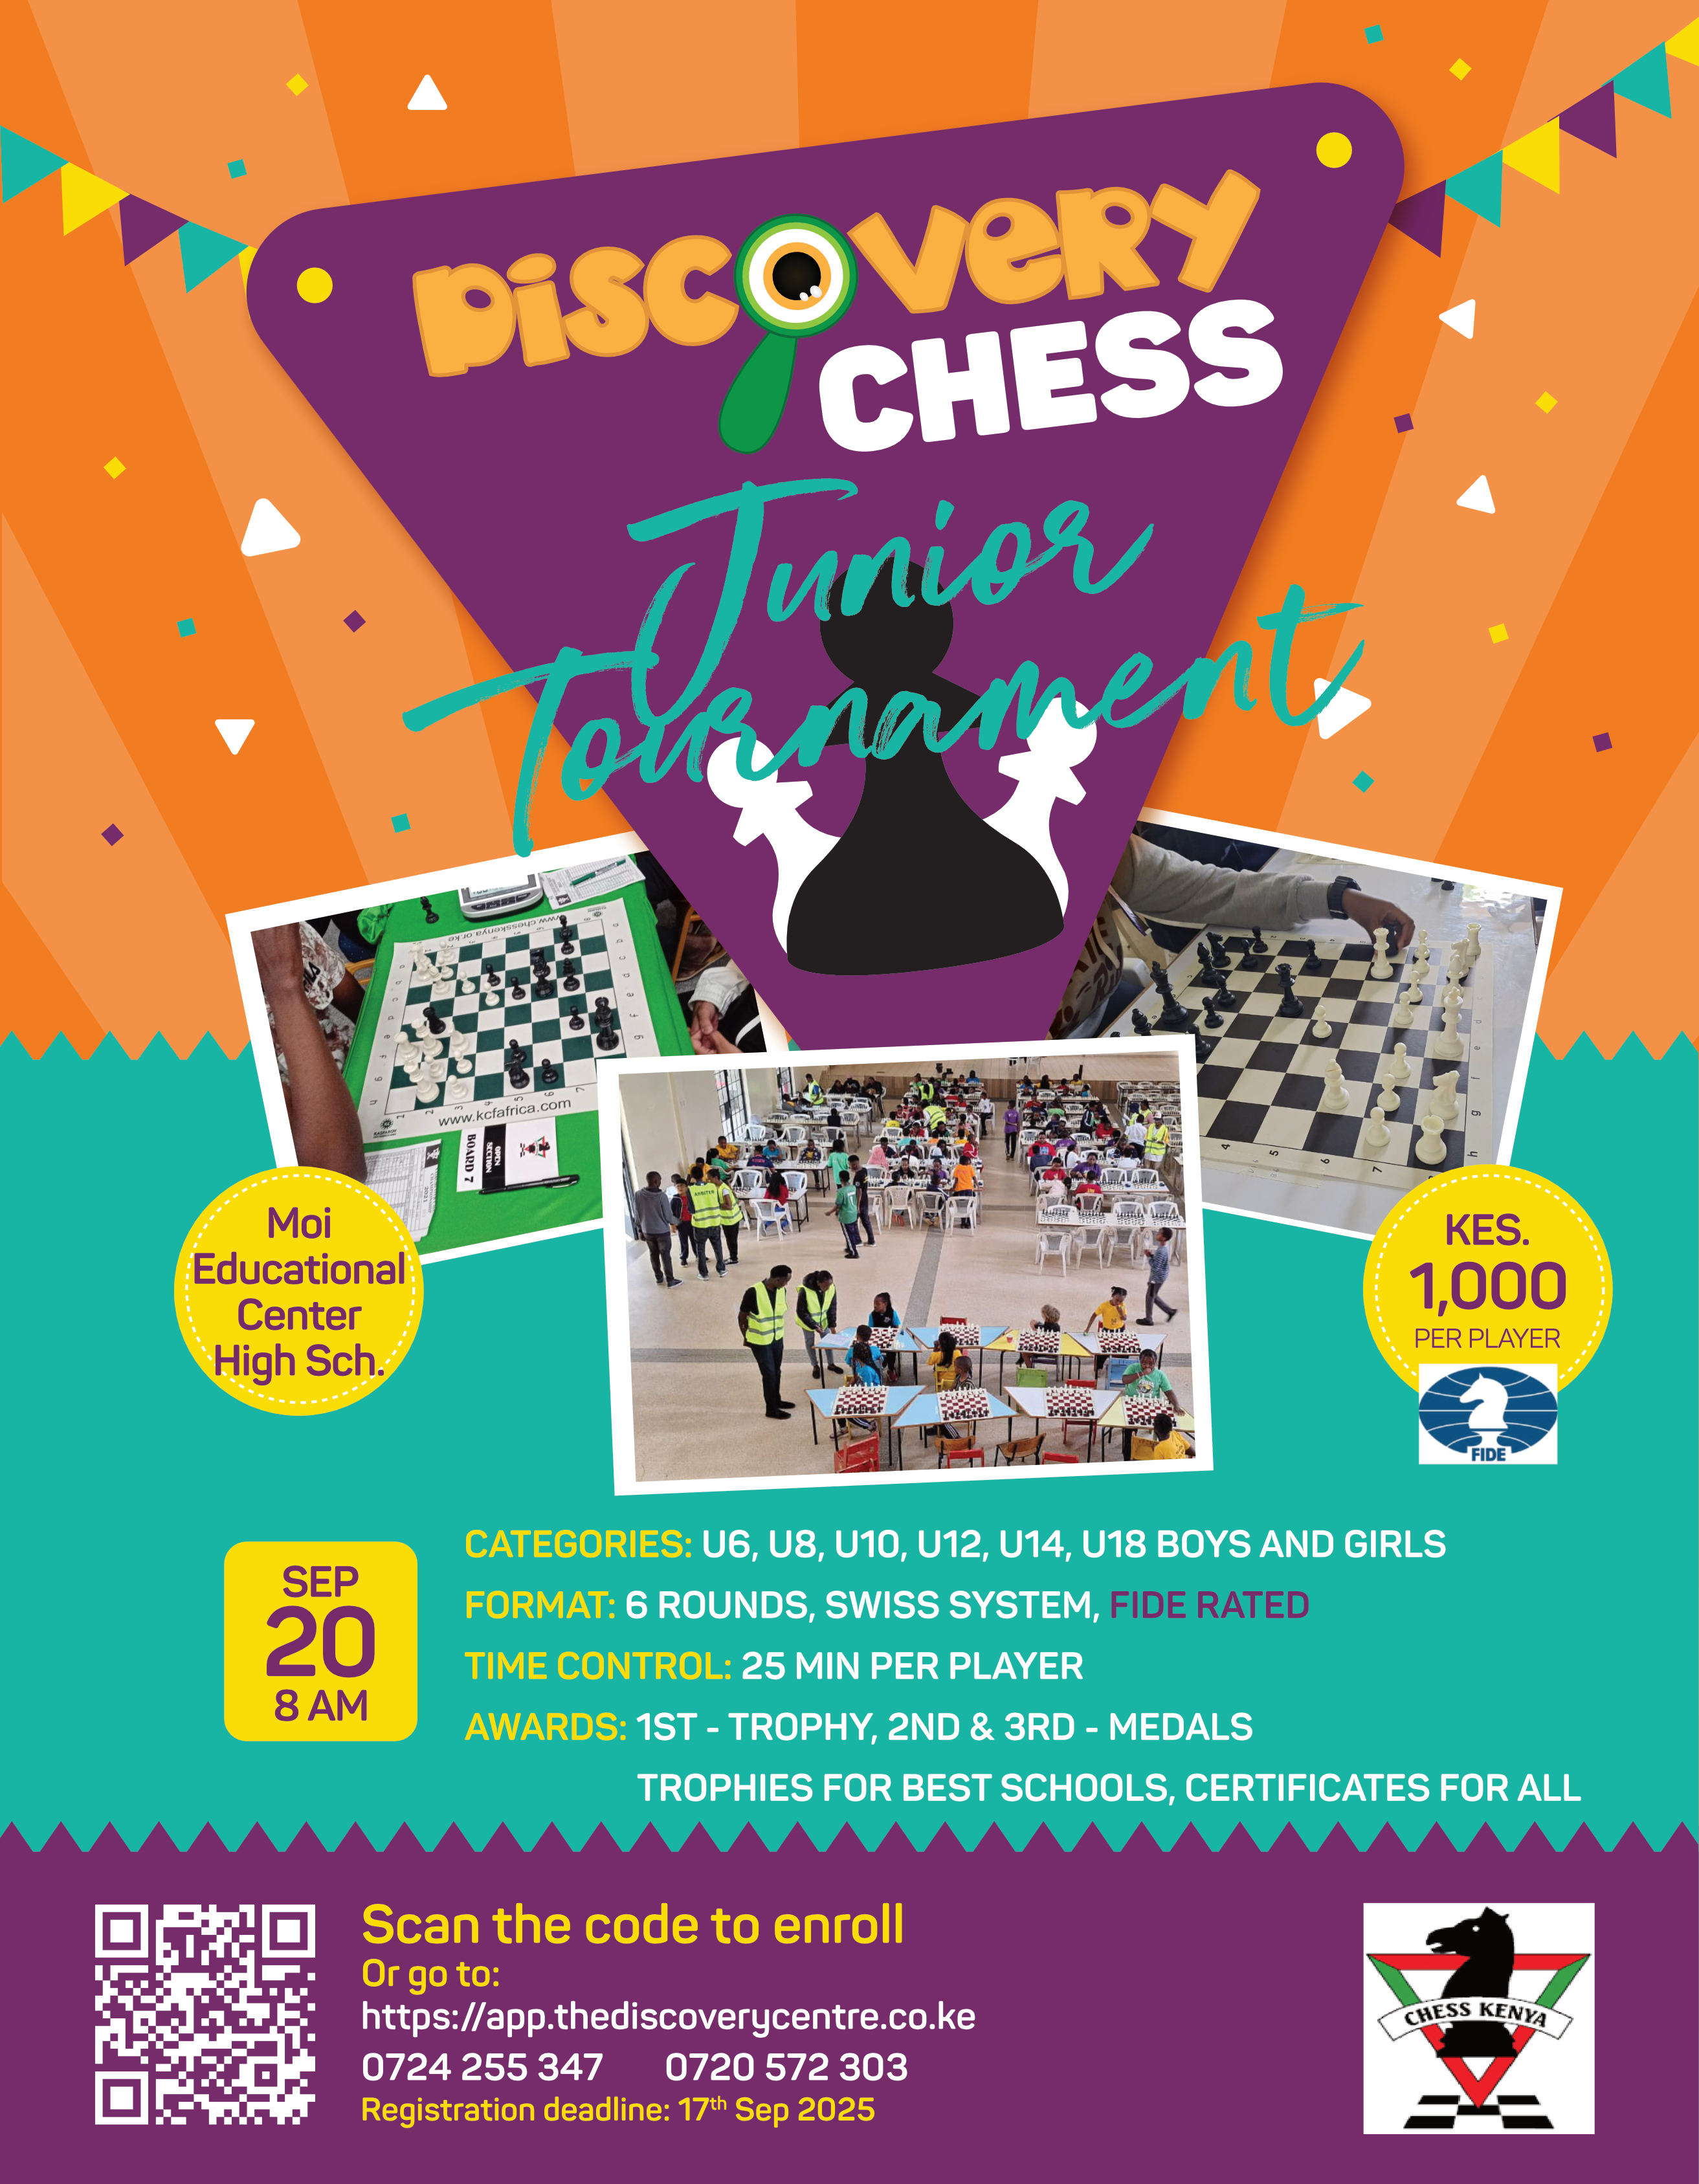 DISCOVERY
CHESS
Junior
Tournament
www.chesskenya.or.ke
www.kcfafrica.com
OPEN
SECTION
BOARD 7
ARBITER
Moi
Educational
Center
High Sch.
KES.
1,000
PER PLAYER
FIDE
SEP
20
8 AM
CATEGORIES: U6, U8, U10, U12, U14, U18 BOYS AND GIRLS
FORMAT: 6 ROUNDS, SWISS SYSTEM, FIDE RATED
TIME CONTROL: 25 MIN PER PLAYER
AWARDS: 1ST - TROPHY, 2ND & 3RD - MEDALS
TROPHIES FOR BEST SCHOOLS, CERTIFICATES FOR ALL
Scan the code to enroll
Or go to:
https://app.thediscoverycentre.co.ke
0724 255 347 0720 572 303
Registration deadline: 17th Sep 2025
CHESS KENYA